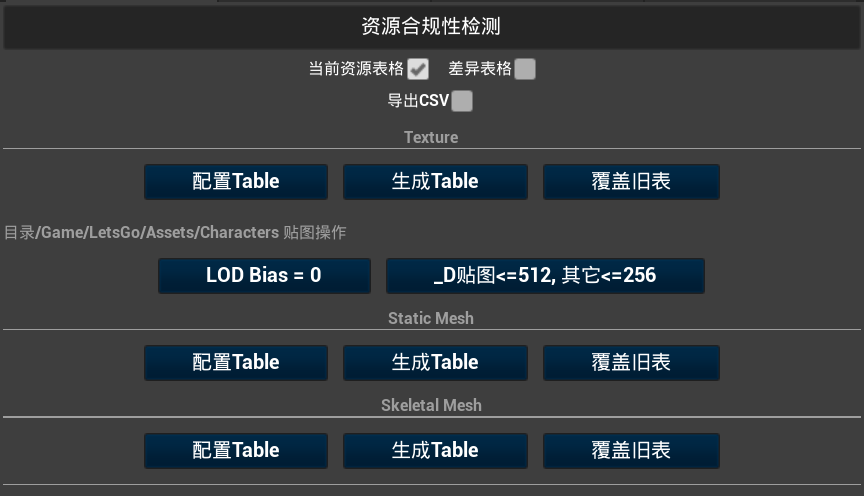 资源合规性检测
当前资源表格 差异表格
导出CSV
Texture
配置Table 生成Table 覆盖旧表
目录/Game/LetsGo/Assets/Characters 贴图操作
LOD Bias = 0 _D贴图<=512, 其它<=256
Static Mesh
配置Table 生成Table 覆盖旧表
Skeletal Mesh
配置Table 生成Table 覆盖旧表